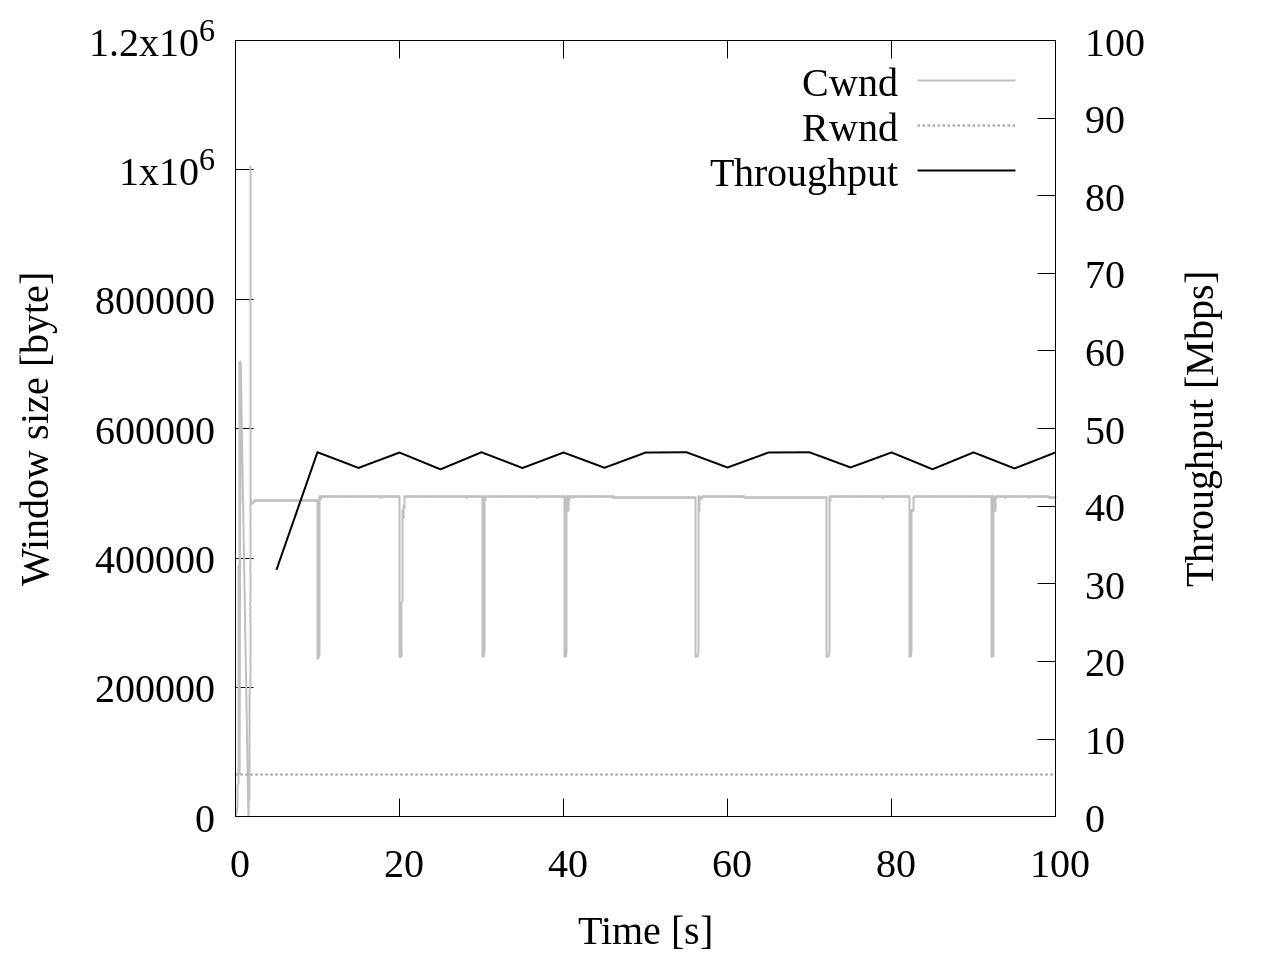 1.2x10^6
1x10^6
800000
600000
400000
200000
0
Window size [byte]
Cwnd
Rwnd
Throughput
100
90
80
70
60
50
40
30
20
10
0
Throughput [Mbps]
0 20 40 60 80 100
Time [s]